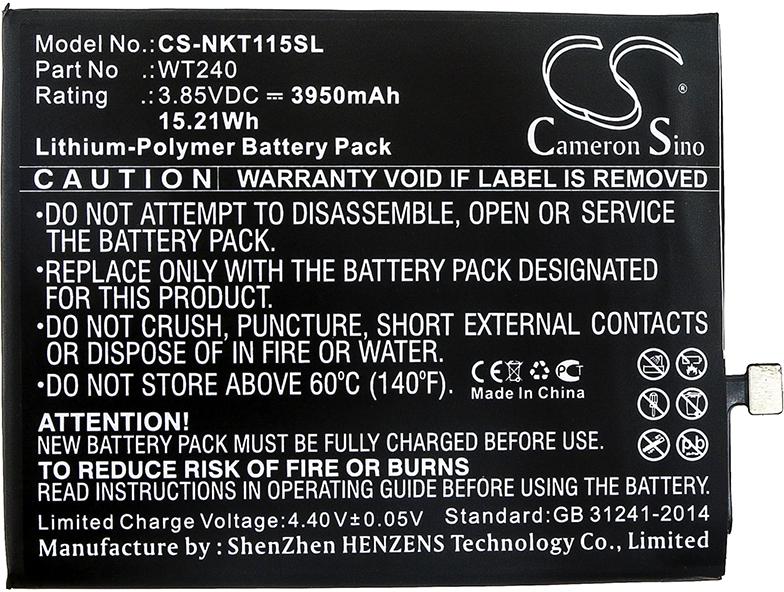 Model No.: CS-NKT115SL
Part No : WT240
Rating : 3.85VDC ⎓ 3950mAh
15.21Wh
Lithium-Polymer Battery Pack
Cameron Sino ®
CAUTION WARRANTY VOID IF LABEL IS REMOVED
•DO NOT ATTEMPT TO DISASSEMBLE, OPEN OR SERVICE
THE BATTERY PACK.
•REPLACE ONLY WITH THE BATTERY PACK DESIGNATED
FOR THIS PRODUCT.
•DO NOT CRUSH, PUNCTURE, SHORT EXTERNAL CONTACTS
OR DISPOSE OF IN FIRE OR WATER.
•DO NOT STORE ABOVE 60°C (140°F).
CE PCT
Made In China
Pb
ATTENTION!
NEW BATTERY PACK MUST BE FULLY CHARGED BEFORE USE.
TO REDUCE RISK OF FIRE OR BURNS
READ INSTRUCTIONS IN OPERATING GUIDE BEFORE USING BATTERY PACK.
Limited Charge Voltage:4.40V±0.05V Standard:GB 31241-2014
Manufacture by : ShenZhen HENZENS Technology Co., Limited